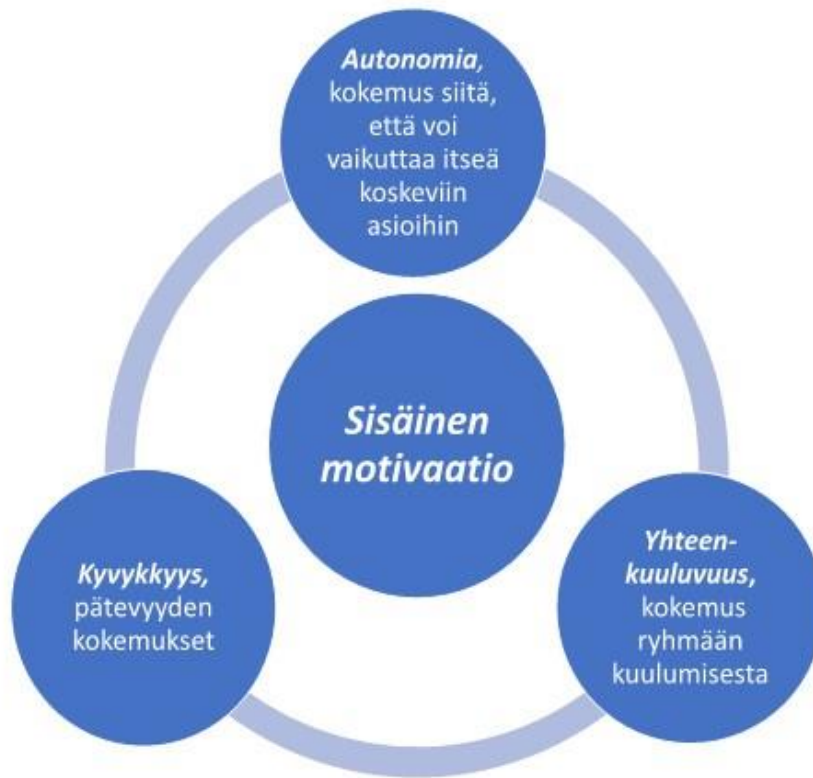 Autonomia,
kokemus siitä,
että voi
vaikuttaa itseä
koskeviin
asioihin
Sisäinen
motivaatio
Kyvykkyys,
pätevyyden
kokemukset
Yhteen-
kuuluvuus,
kokemus
ryhmään
kuulumisesta